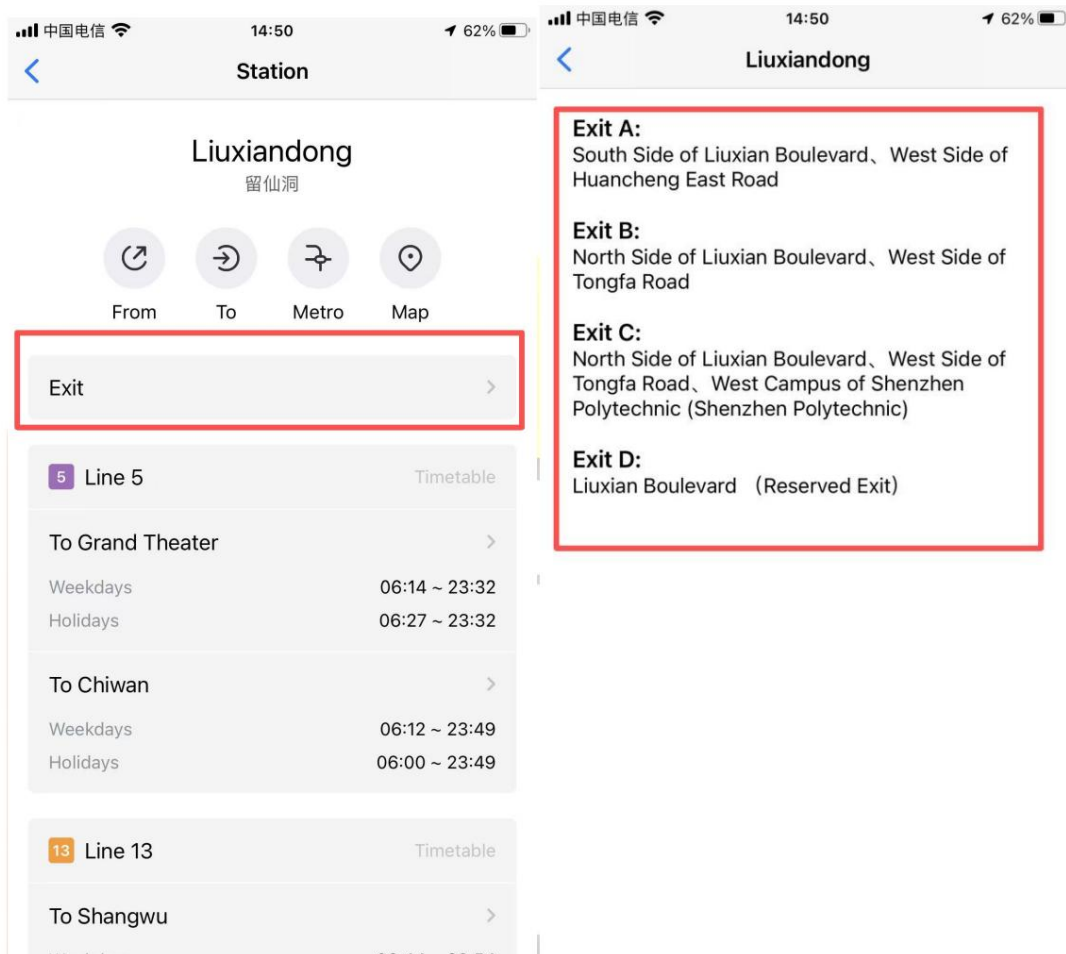 中国电信
14:50
62%
Station
Liuxiandong
留仙洞
From
To
Metro
Map
Exit
5 Line 5
Timetable
To Grand Theater
Weekdays
06:14 ~ 23:32
Holidays
06:27 ~ 23:32
To Chiwan
Weekdays
06:12 ~ 23:49
Holidays
06:00 ~ 23:49
13 Line 13
Timetable
To Shangwu
中国电信
14:50
62%
Liuxiandong
Exit A:
South Side of Liuxian Boulevard、West Side of
Huancheng East Road
Exit B:
North Side of Liuxian Boulevard、West Side of
Tongfa Road
Exit C:
North Side of Liuxian Boulevard、West Side of
Tongfa Road、West Campus of Shenzhen
Polytechnic (Shenzhen Polytechnic)
Exit D:
Liuxian Boulevard （Reserved Exit）